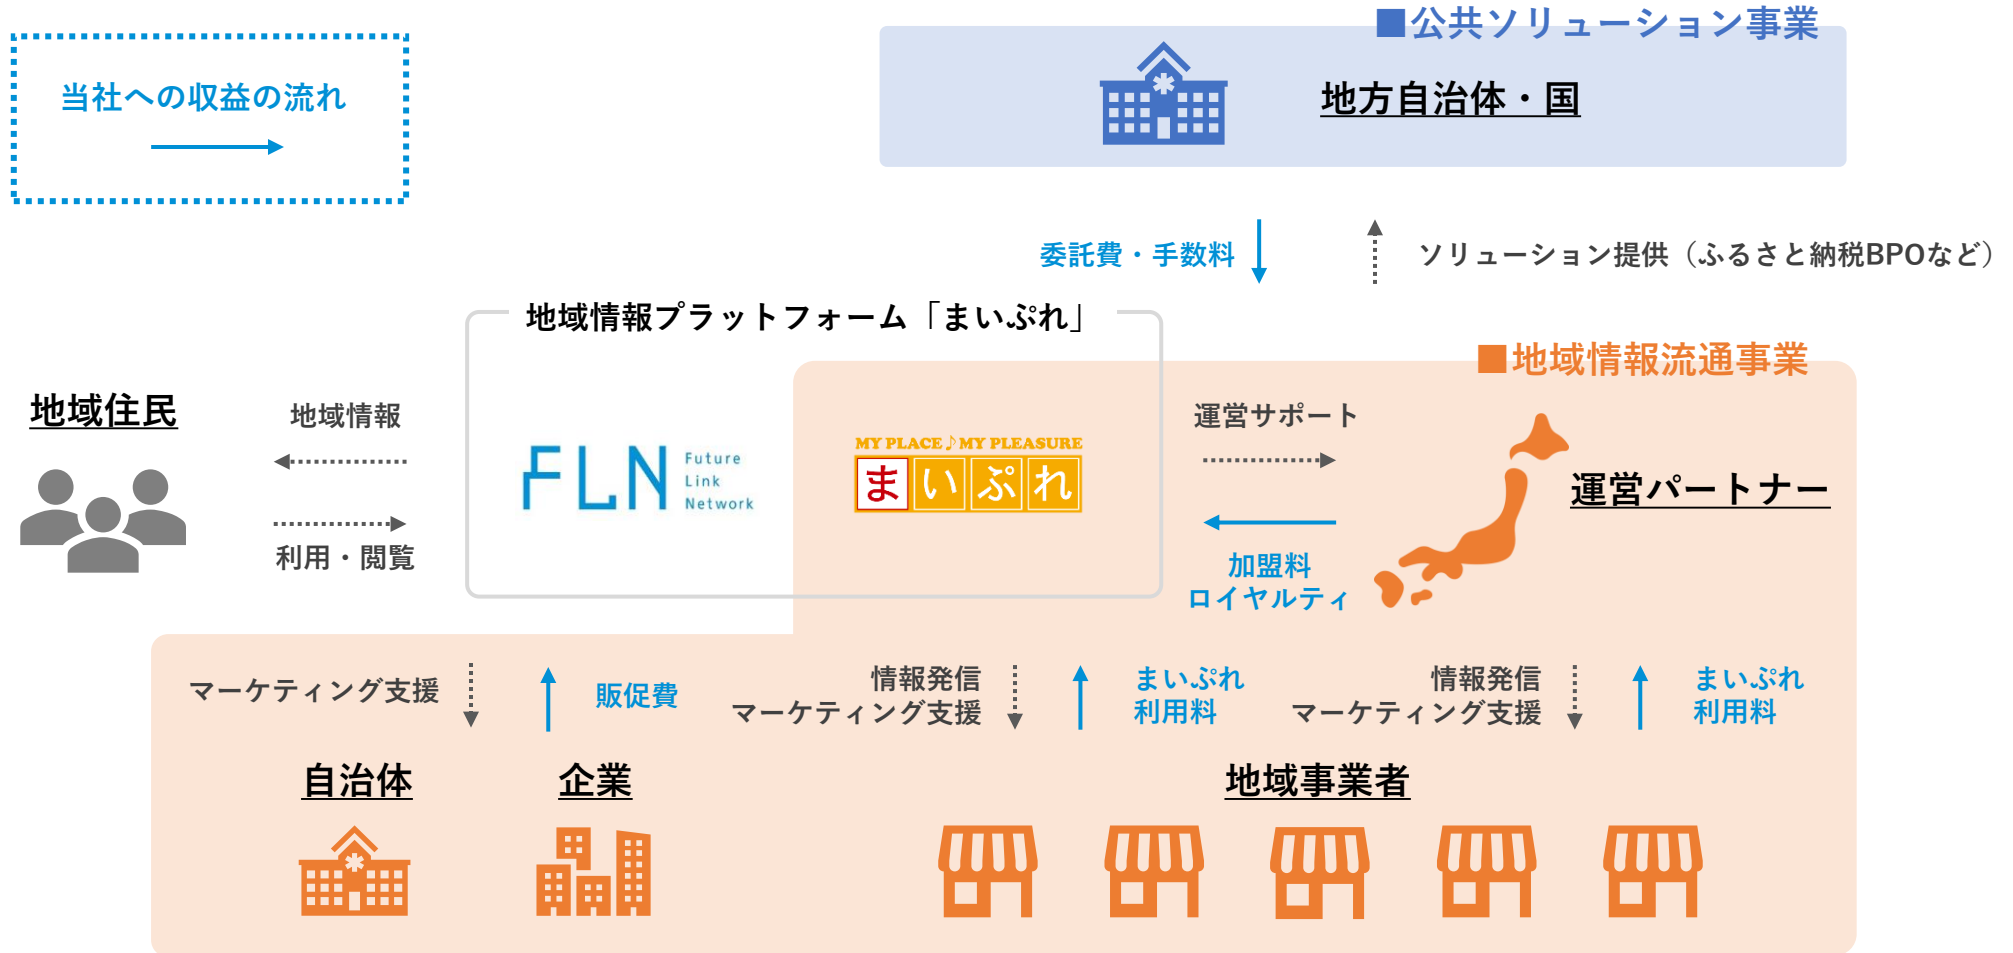 ■公共ソリューション事業
当社への収益の流れ
地方自治体・国
委託費・手数料
ソリューション提供（ふるさと納税BPOなど）
地域情報プラットフォーム「まいぷれ」
■地域情報流通事業
地域住民
地域情報
利用・閲覧
FLN
Future
Link
Network
MY PLACE♪MY PLEASURE
まいぷれ
運営サポート
運営パートナー
加盟料
ロイヤルティ
マーケティング支援
販促費
情報発信
マーケティング支援
まいぷれ
利用料
情報発信
マーケティング支援
まいぷれ
利用料
自治体
企業
地域事業者